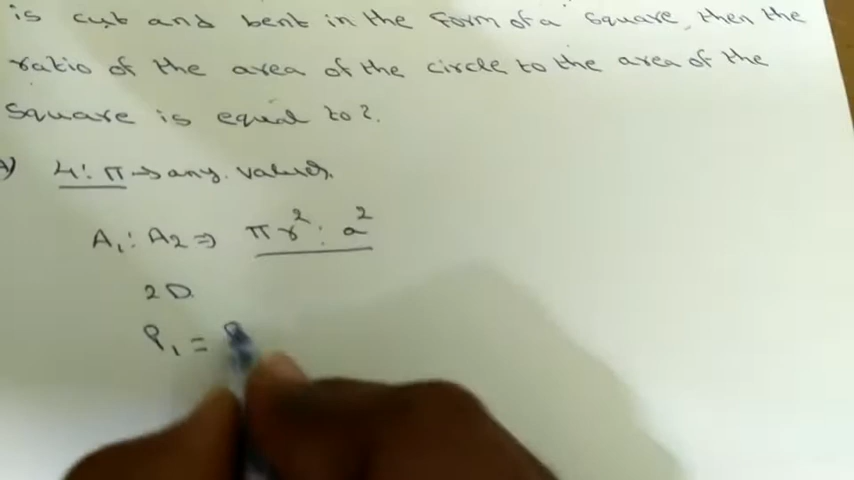 is cut and bent in the form of a square, then the
ratio of the area of the circle to the area of the
square is equal to?.
A) 4:π → any. values.
A₁:A₂ ⇒ πr² : a²
2D.
P₁ = P